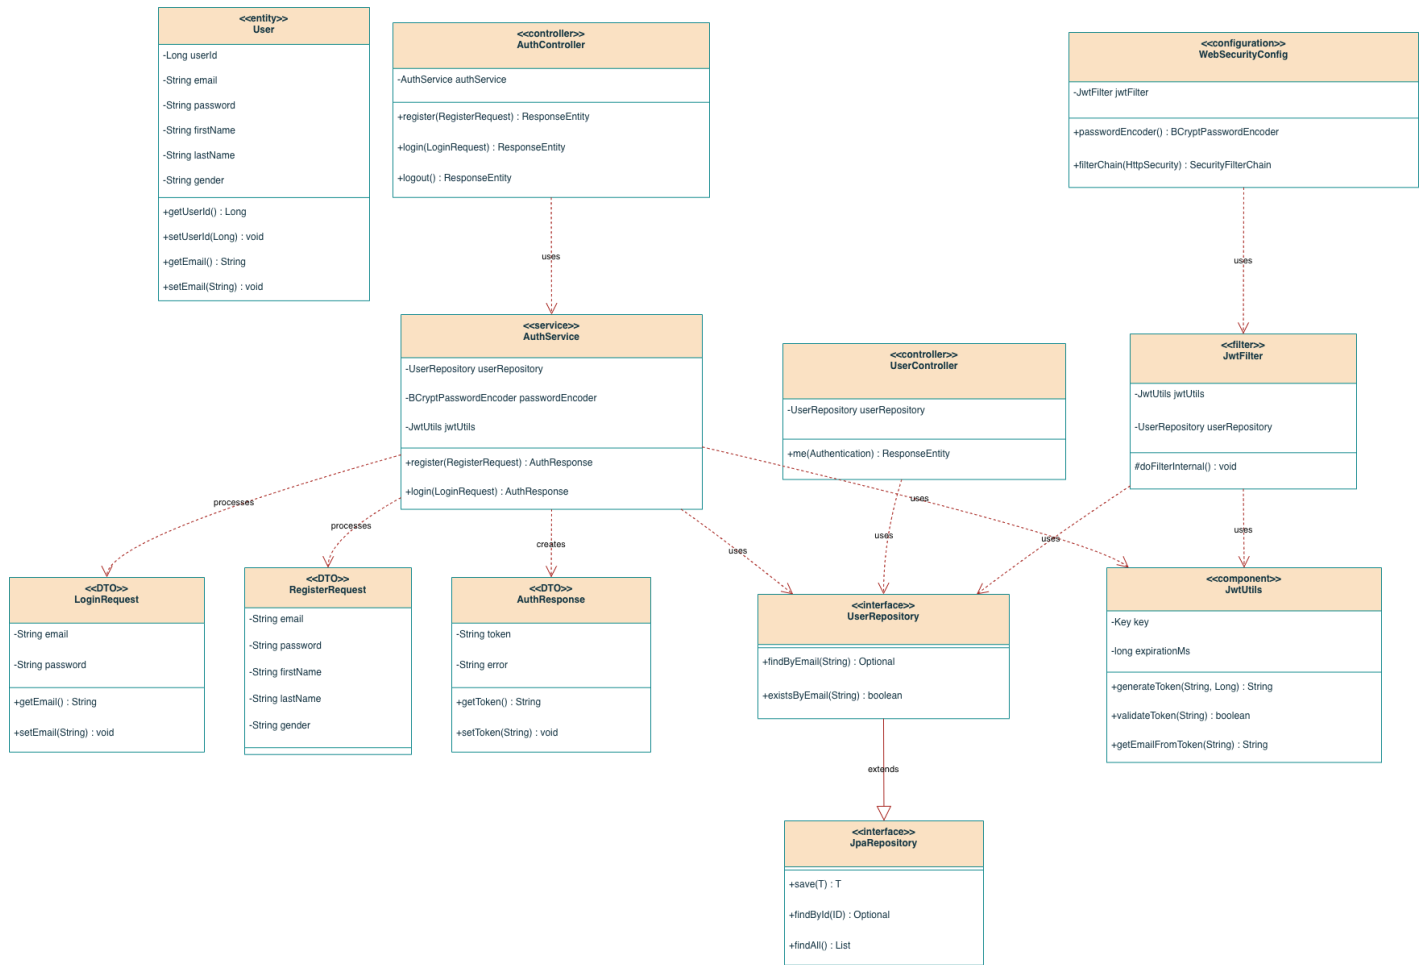 <<entity>>
User
-Long userId
-String email
-String password
-String firstName
-String lastName
-String gender
+getUserId() : Long
+setUserId(Long) : void
+getEmail() : String
+setEmail(String) : void
<<controller>>
AuthController
-AuthService authService
+register(RegisterRequest) : ResponseEntity
+login(LoginRequest) : ResponseEntity
+logout() : ResponseEntity
<<configuration>>
WebSecurityConfig
-JwtFilter jwtFilter
+passwordEncoder() : BCryptPasswordEncoder
+filterChain(HttpSecurity) : SecurityFilterChain
uses
uses
<<service>>
AuthService
-UserRepository userRepository
-BCryptPasswordEncoder passwordEncoder
-JwtUtils jwtUtils
+register(RegisterRequest) : AuthResponse
+login(LoginRequest) : AuthResponse
<<controller>>
UserController
-UserRepository userRepository
+me(Authentication) : ResponseEntity
<<filter>>
JwtFilter
-JwtUtils jwtUtils
-UserRepository userRepository
#doFilterInternal() : void
processes
processes
creates
uses
uses
uses
uses
uses
<<DTO>>
LoginRequest
-String email
-String password
+getEmail() : String
+setEmail(String) : void
<<DTO>>
RegisterRequest
-String email
-String password
-String firstName
-String lastName
-String gender
<<DTO>>
AuthResponse
-String token
-String error
+getToken() : String
+setToken(String) : void
<<interface>>
UserRepository
+findByEmail(String) : Optional
+existsByEmail(String) : boolean
<<component>>
JwtUtils
-Key key
-long expirationMs
+generateToken(String, Long) : String
+validateToken(String) : boolean
+getEmailFromToken(String) : String
extends
<<interface>>
JpaRepository
+save(T) : T
+findById(ID) : Optional
+findAll() : List